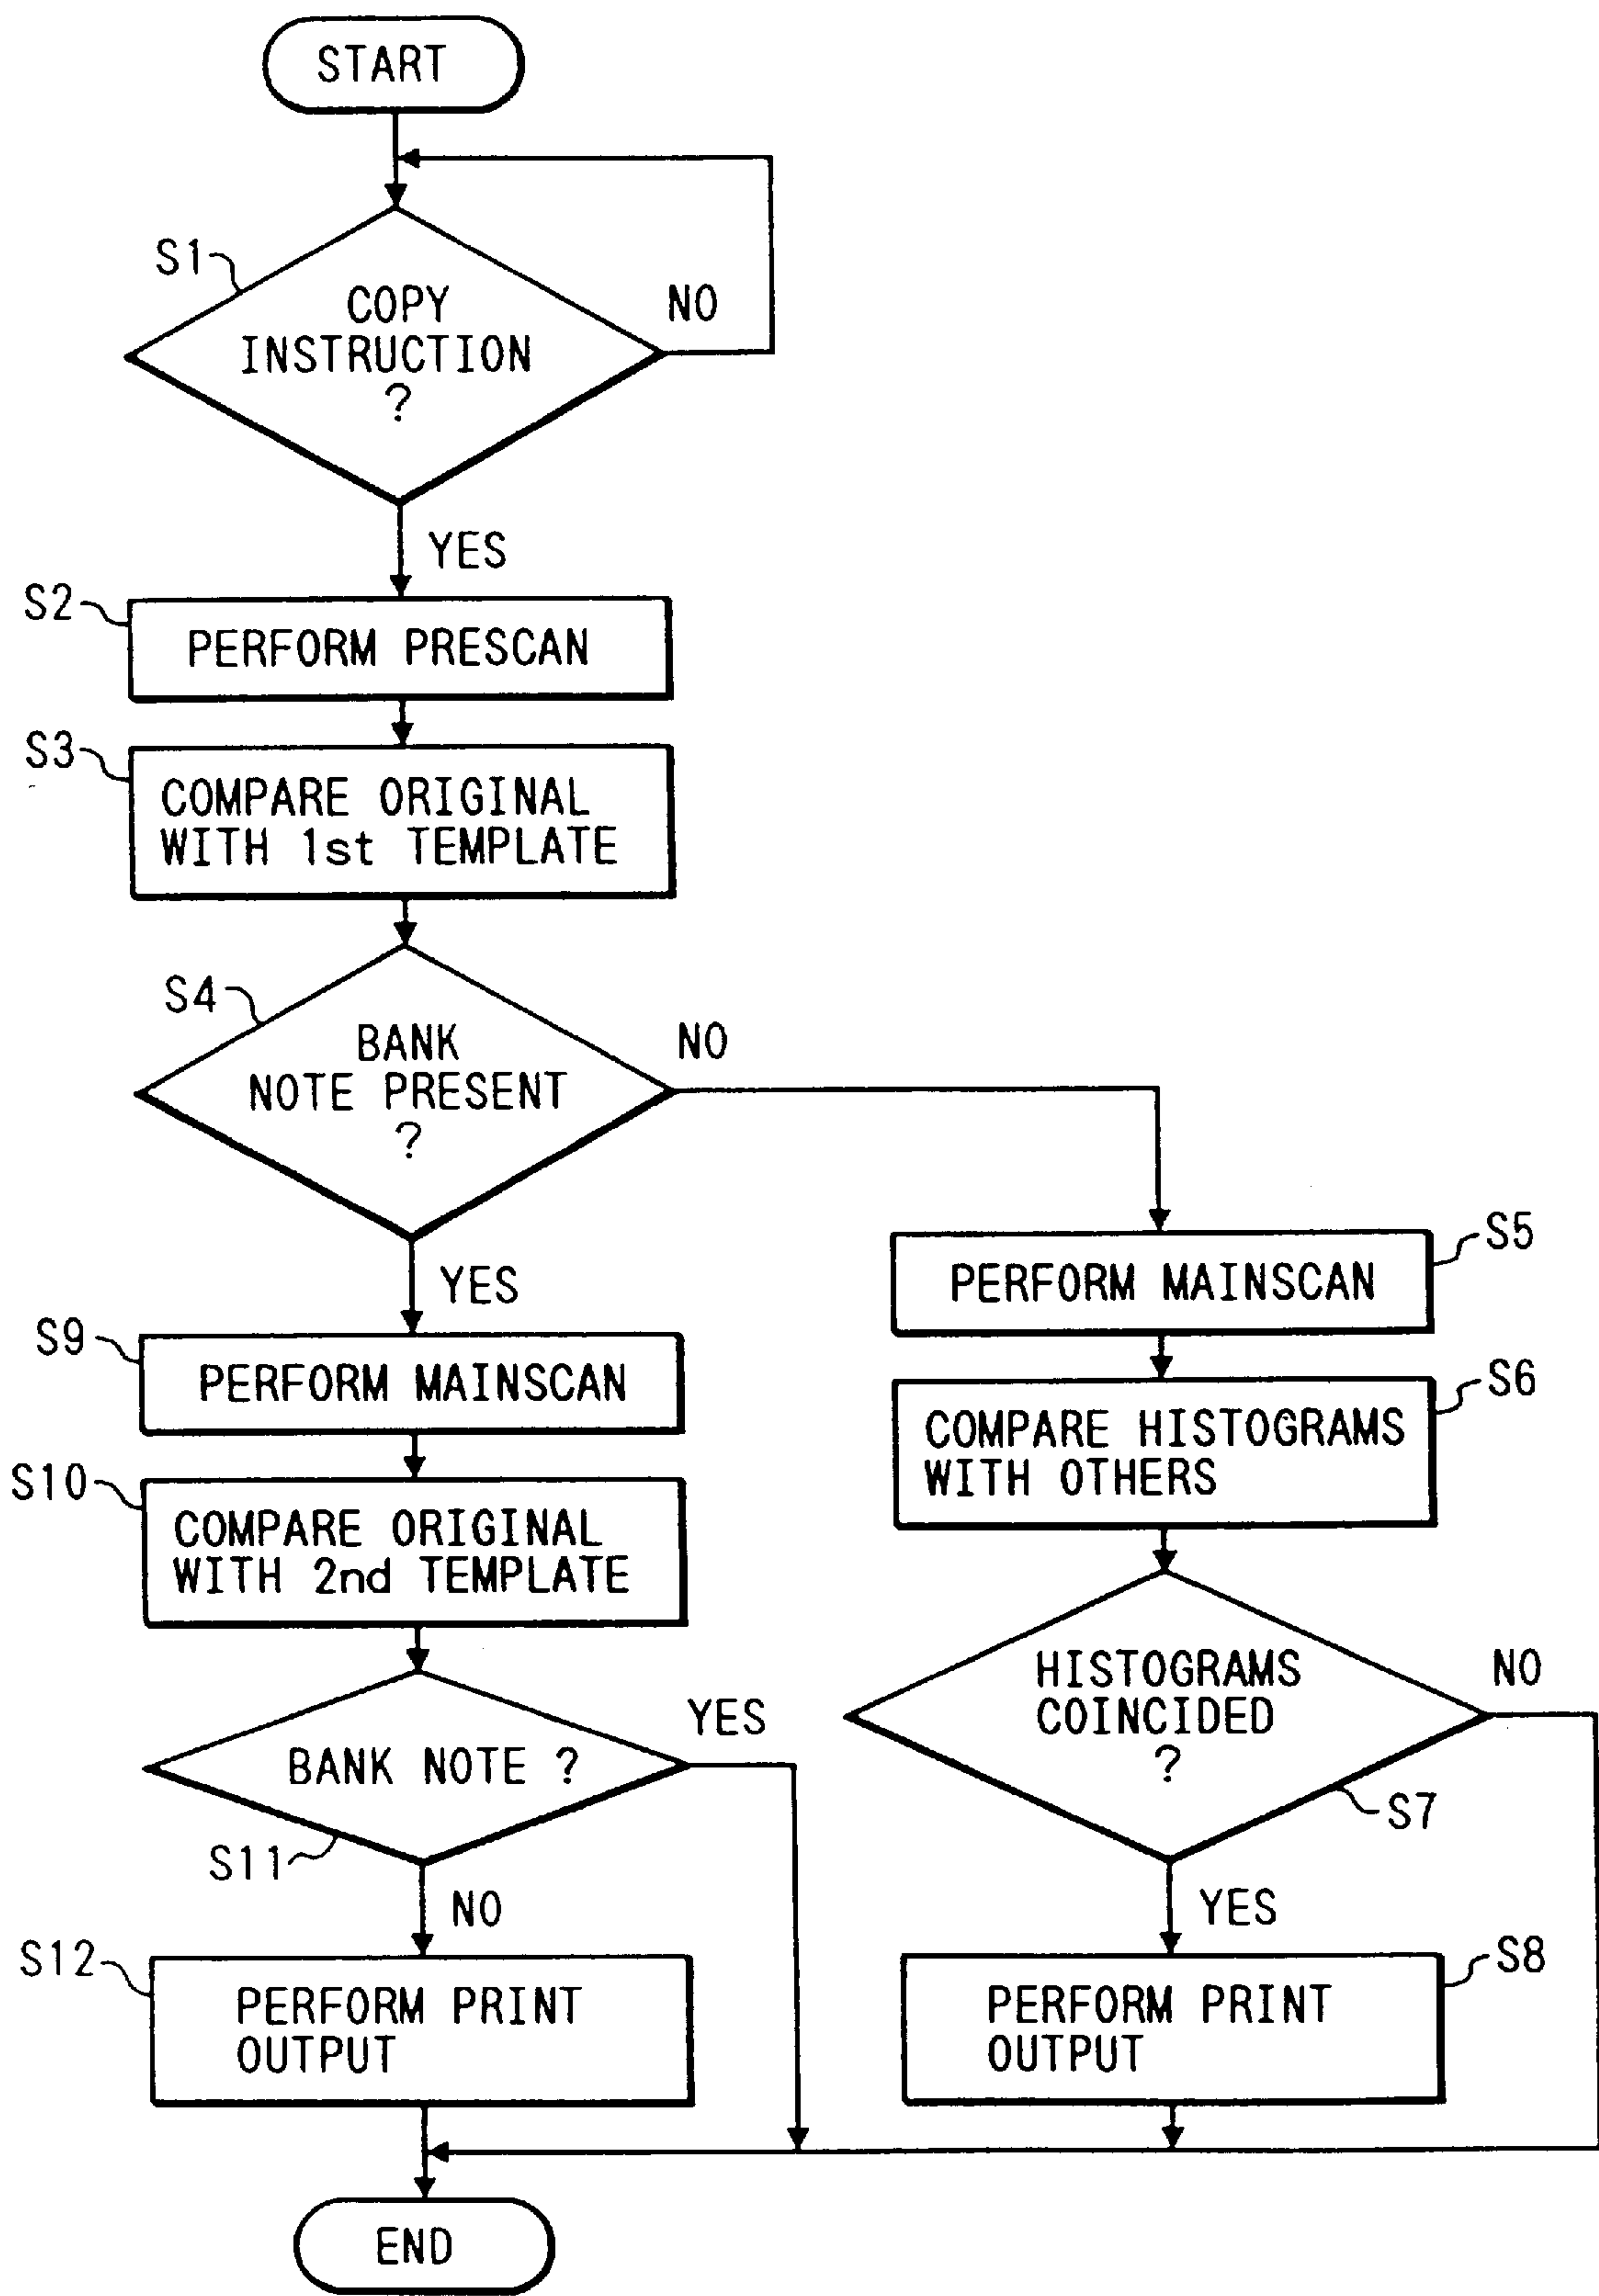 START
S1
COPY
INSTRUCTION
?
NO
YES
S2
PERFORM PRESCAN
S3
COMPARE ORIGINAL
WITH 1st TEMPLATE
S4
BANK
NOTE PRESENT
?
NO
YES
S5
PERFORM MAINSCAN
S6
COMPARE HISTOGRAMS
WITH OTHERS
HISTOGRAMS
COINCIDED
?
NO
S7
YES
S8
PERFORM PRINT
OUTPUT
S9
PERFORM MAINSCAN
S10
COMPARE ORIGINAL
WITH 2nd TEMPLATE
BANK NOTE ?
YES
S11
NO
S12
PERFORM PRINT
OUTPUT
END